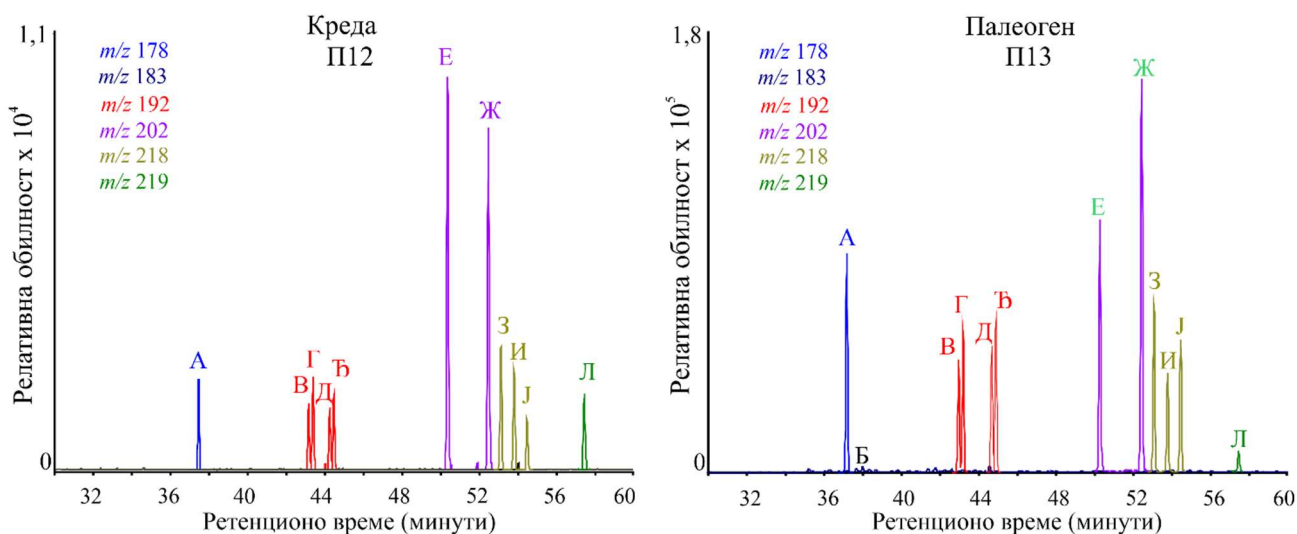 Креда
П12
1,1
Релативна обилност x 10⁴
0
m/z 178
m/z 183
m/z 192
m/z 202
m/z 218
m/z 219
А
В
Г
Д
Ђ
Е
Ж
З
И
Ј
Л
32 36 40 44 48 52 56 60
Ретенционо време (минути)
Палеоген
П13
1,8
Релативна обилност x 10⁵
0
m/z 178
m/z 183
m/z 192
m/z 202
m/z 218
m/z 219
А
Б
В
Г
Д
Ђ
Е
Ж
З
И
Ј
Л
32 36 40 44 48 52 56 60
Ретенционо време (минути)